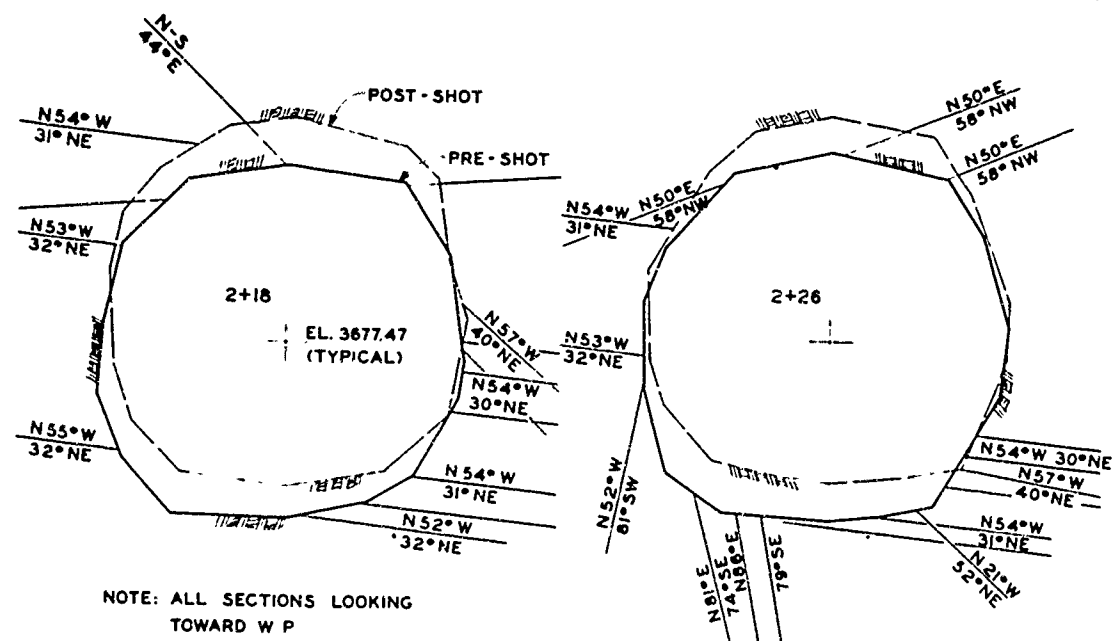 N-S
44°E
POST-SHOT
N54°W
31°NE
PRE-SHOT
N53°W
32°NE
2+18
EL. 3677.47
(TYPICAL)
N57°W
40°NE
N54°W
30°NE
N55°W
32°NE
N54°W
31°NE
N52°W
32°NE
NOTE: ALL SECTIONS LOOKING
TOWARD W P
N50°E
58°NW
N50°E
58°NW
N50°E
58°NW
N54°W
31°NE
2+26
N53°W
32°NE
N52°W
81°SW
N54°W 30°NE
N57°W
40°NE
N54°W
31°NE
N21°W
52°NE
N81°E
74°SE
N86°E
79°SE